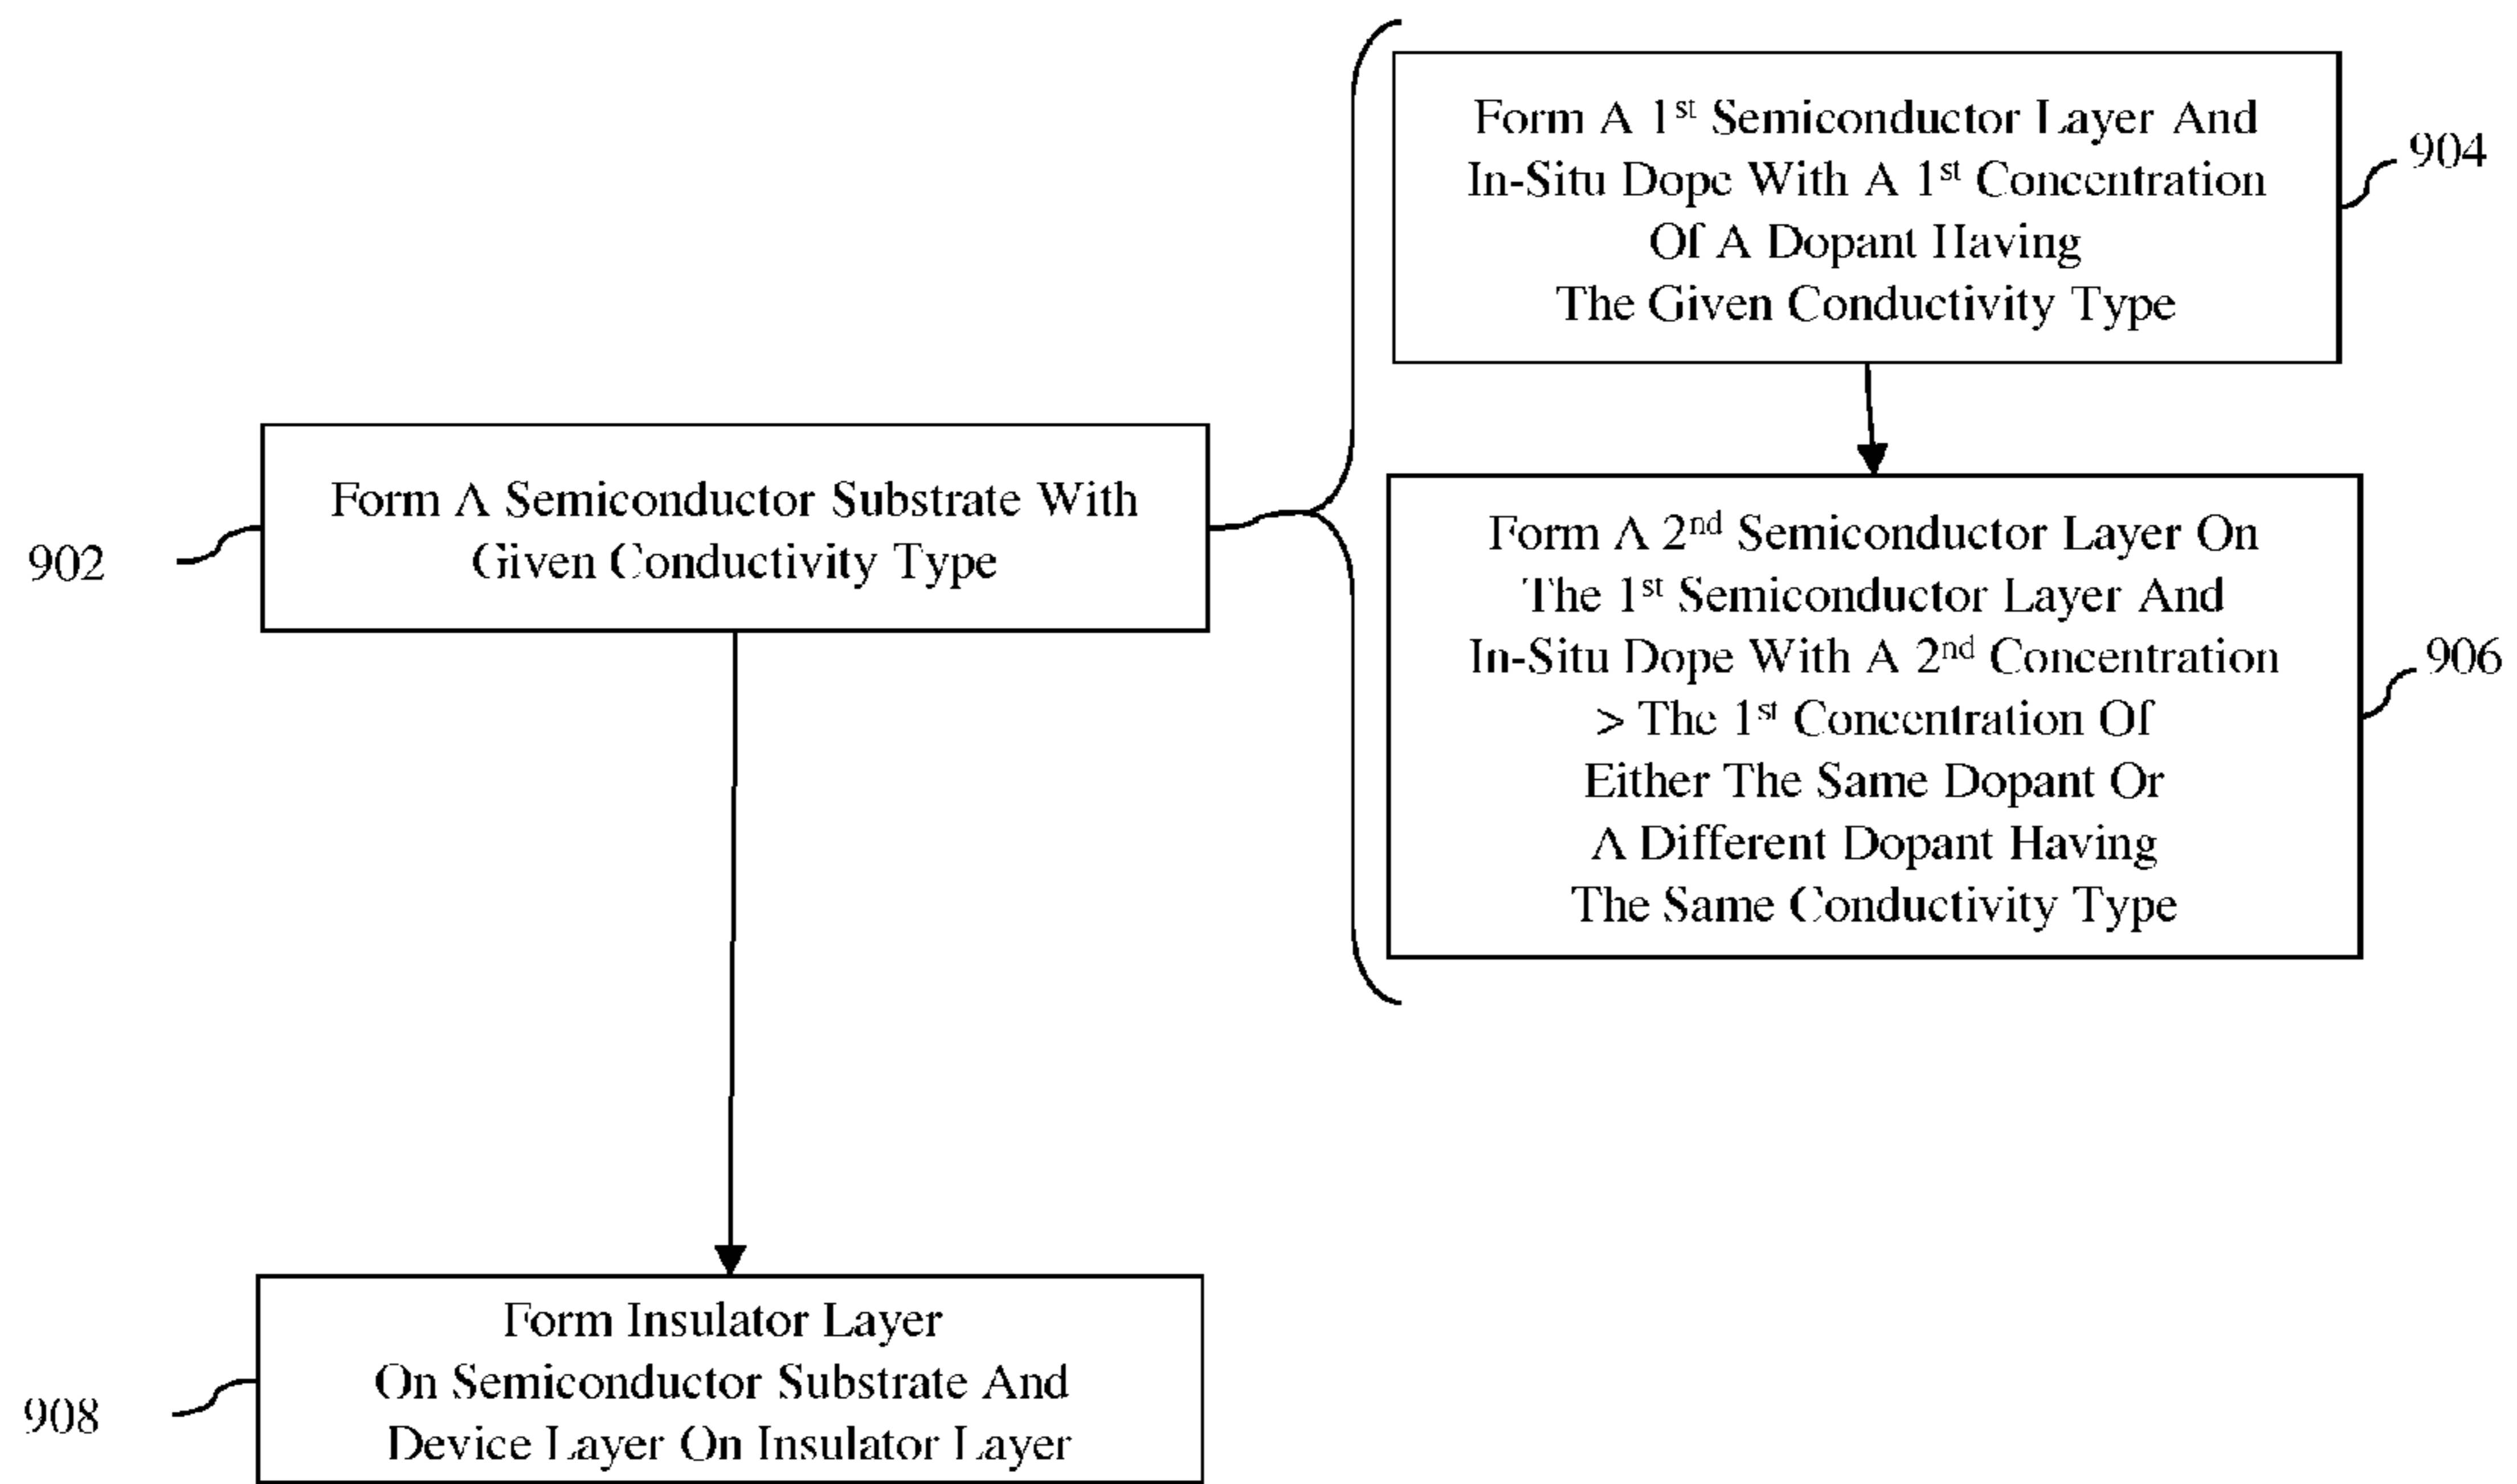 Form A 1st Semiconductor Layer And
In-Situ Dope With A 1st Concentration
Of A Dopant Having
The Given Conductivity Type
904
Form A Semiconductor Substrate With
Given Conductivity Type
902
Form A 2nd Semiconductor Layer On
The 1st Semiconductor Layer And
In-Situ Dope With A 2nd Concentration
> The 1st Concentration Of
Either The Same Dopant Or
A Different Dopant Having
The Same Conductivity Type
906
Form Insulator Layer
On Semiconductor Substrate And
Device Layer On Insulator Layer
908